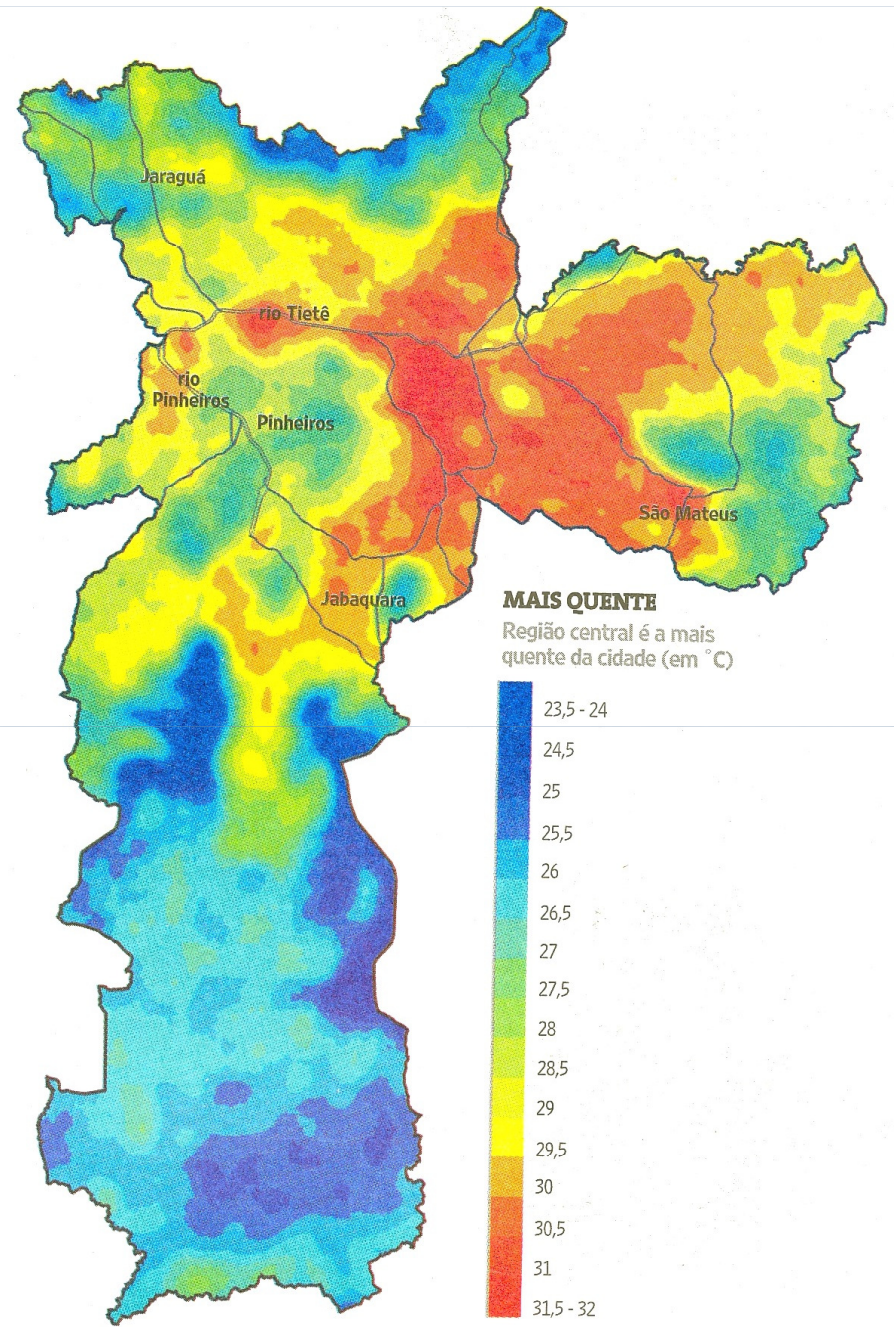 Jaraguá
rio Tietê
rio
Pinheiros
Pinheiros
São Mateus
Jabaquara
MAIS QUENTE
Região central é a mais
quente da cidade (em °C)
23,5 - 24
24,5
25
25,5
26
26,5
27
27,5
28
28,5
29
29,5
30
30,5
31
31,5 - 32